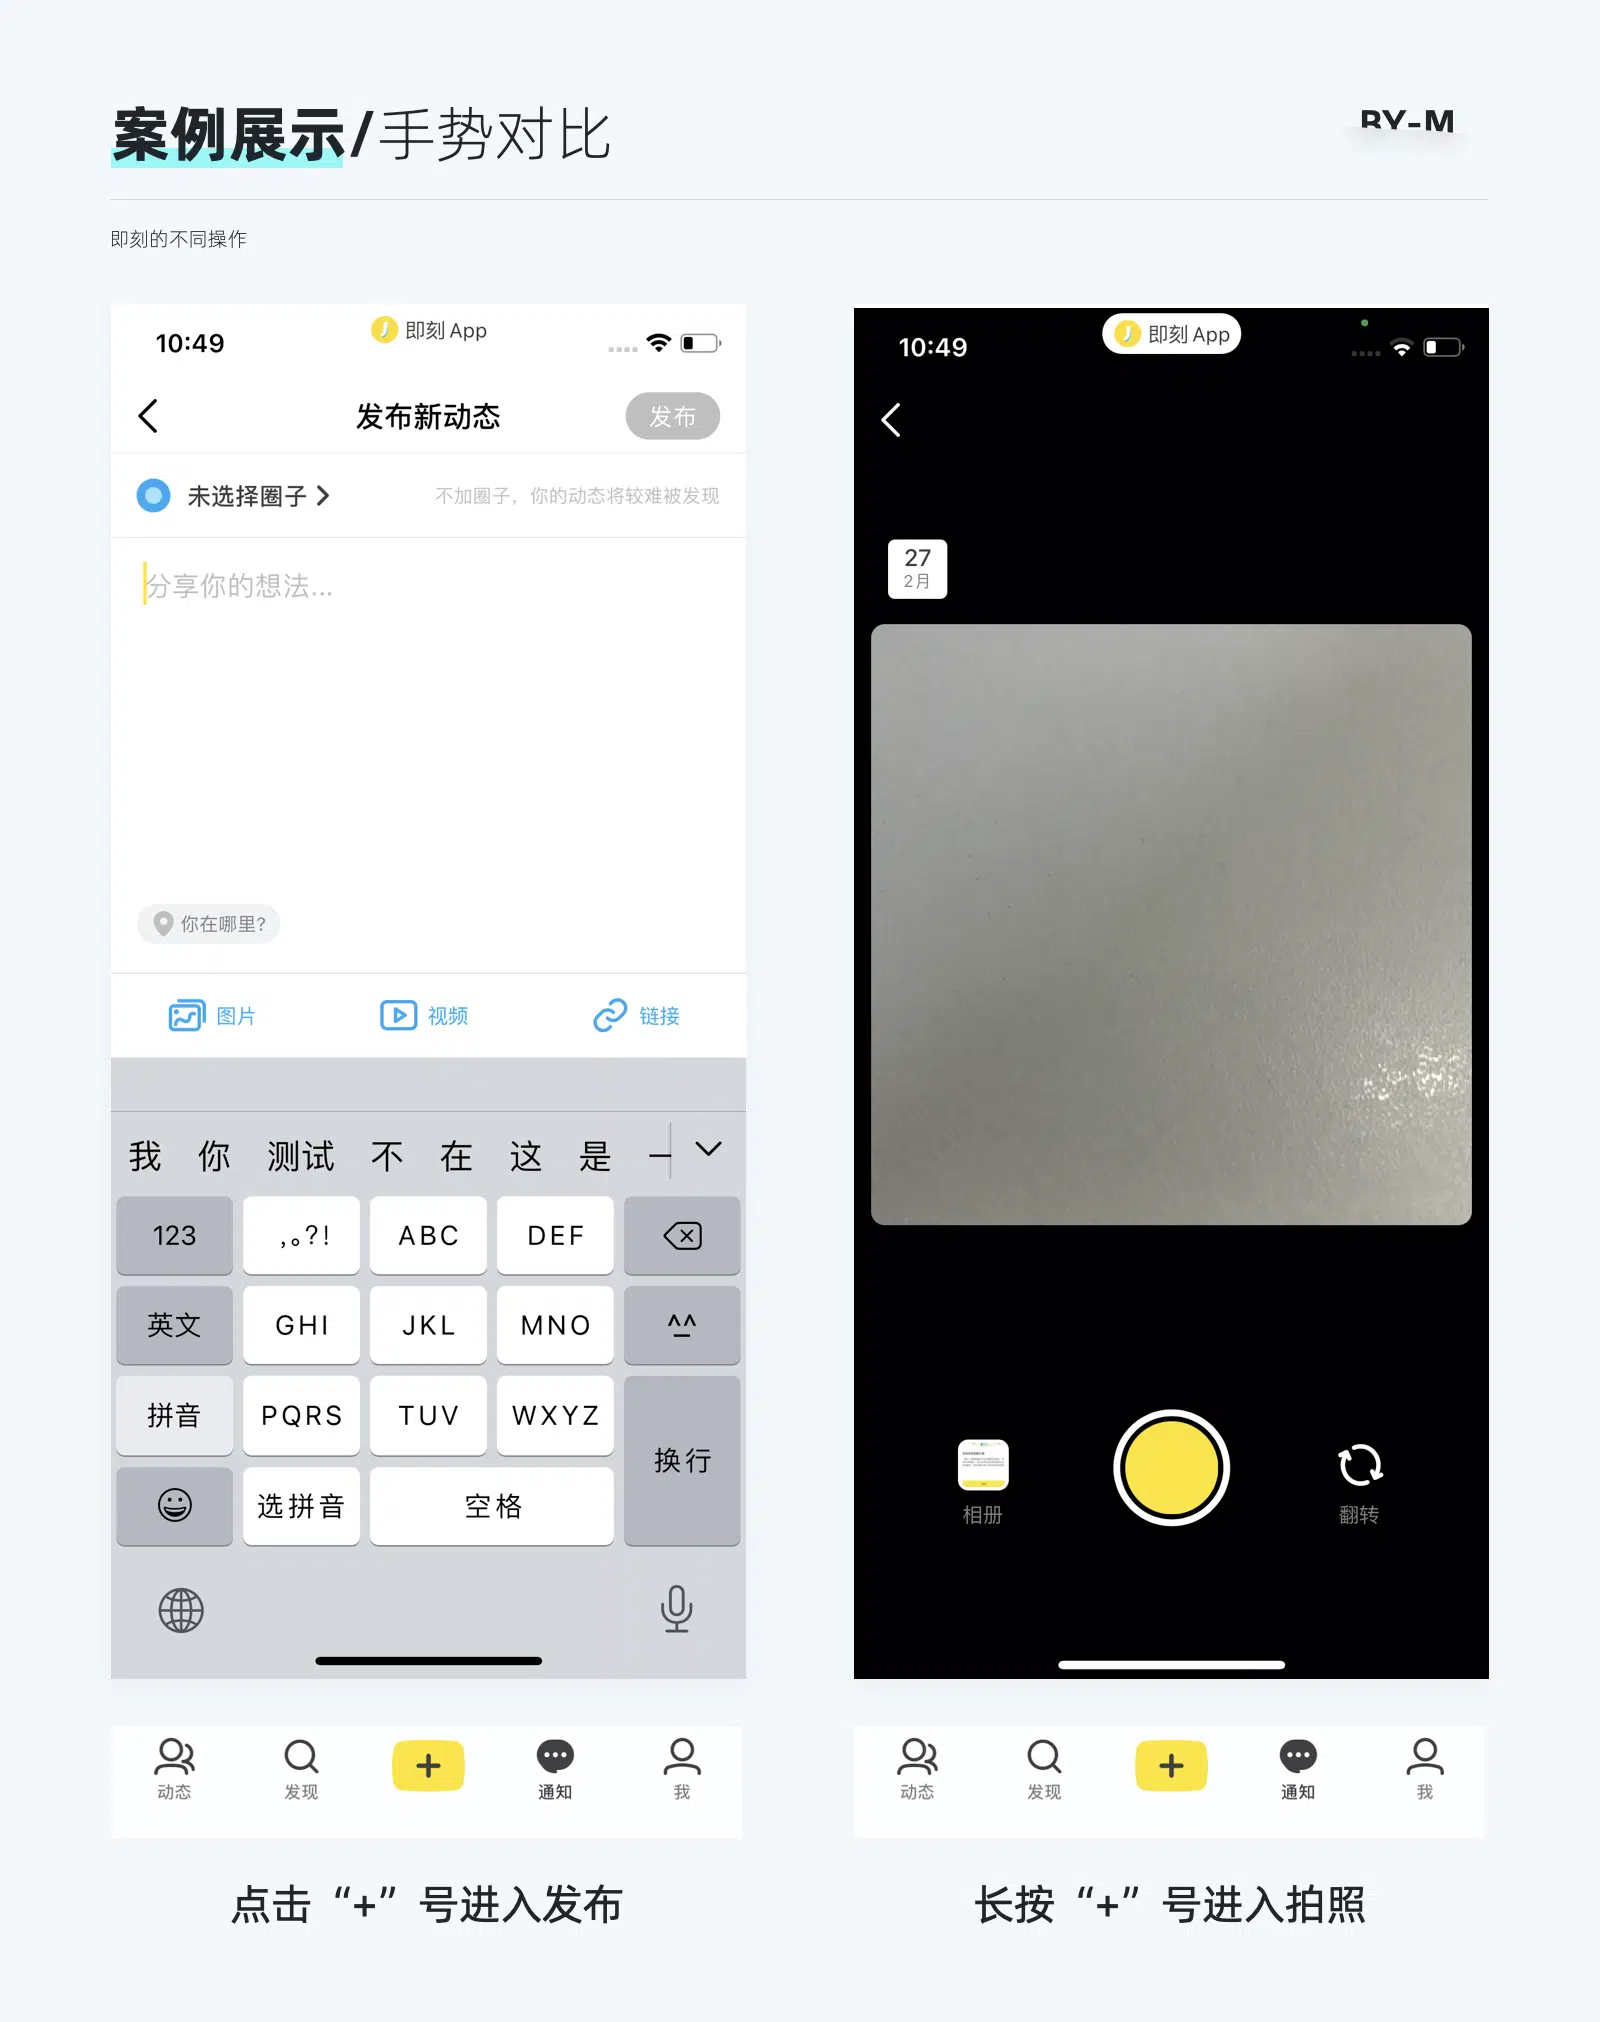 案例展示/手势对比
BY-M
即刻的不同操作
10:49
即刻 App
发布新动态
发布
未选择圈子
不加圈子，你的动态将较难被发现
分享你的想法...
你在哪里?
图片
视频
链接
我 你 测试 不 在 这 是 一
123
,。?!
ABC
DEF
英文
GHI
JKL
MNO
^^
拼音
PQRS
TUV
WXYZ
换行
选拼音
空格
动态
发现
通知
我
点击“+”号进入发布
10:49
即刻 App
27
2月
相册
翻转
动态
发现
通知
我
长按“+”号进入拍照